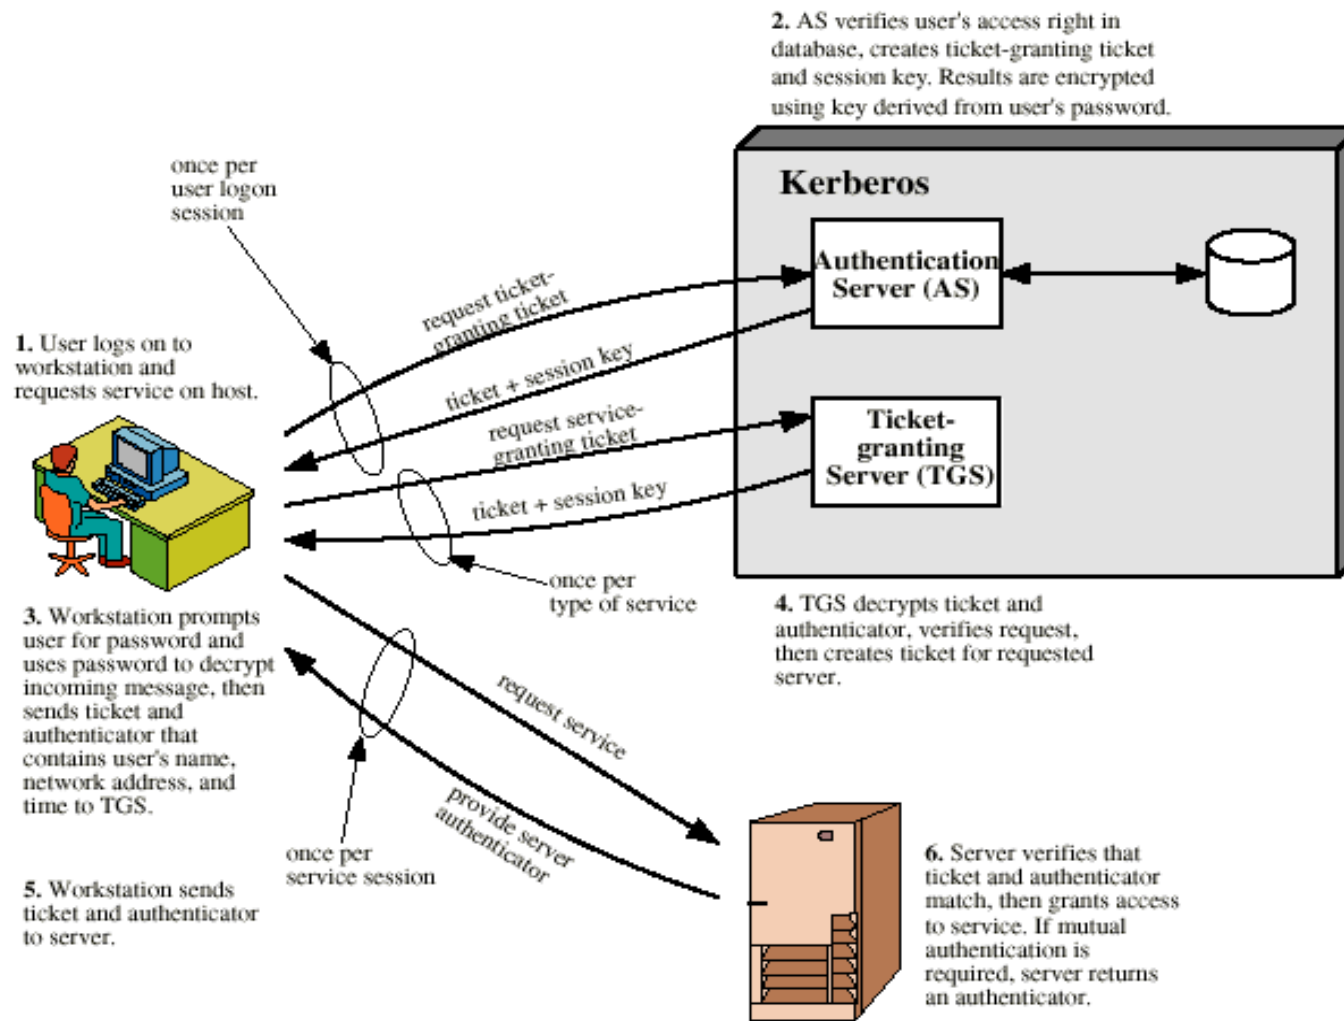 2. AS verifies user's access right in
database, creates ticket-granting ticket
and session key. Results are encrypted
using key derived from user's password.
once per
user logon
session
Kerberos
Authentication
Server (AS)
request ticket-
granting ticket
1. User logs on to
workstation and
requests service on host.
ticket + session key
request service-
granting ticket
Ticket-
granting
Server (TGS)
ticket + session key
once per
type of service
3. Workstation prompts
user for password and
uses password to decrypt
incoming message, then
sends ticket and
authenticator that
contains user's name,
network address, and
time to TGS.
4. TGS decrypts ticket and
authenticator, verifies request,
then creates ticket for requested
server.
request service
provide server
authenticator
once per
service session
5. Workstation sends
ticket and authenticator
to server.
6. Server verifies that
ticket and authenticator
match, then grants access
to service. If mutual
authentication is
required, server returns
an authenticator.